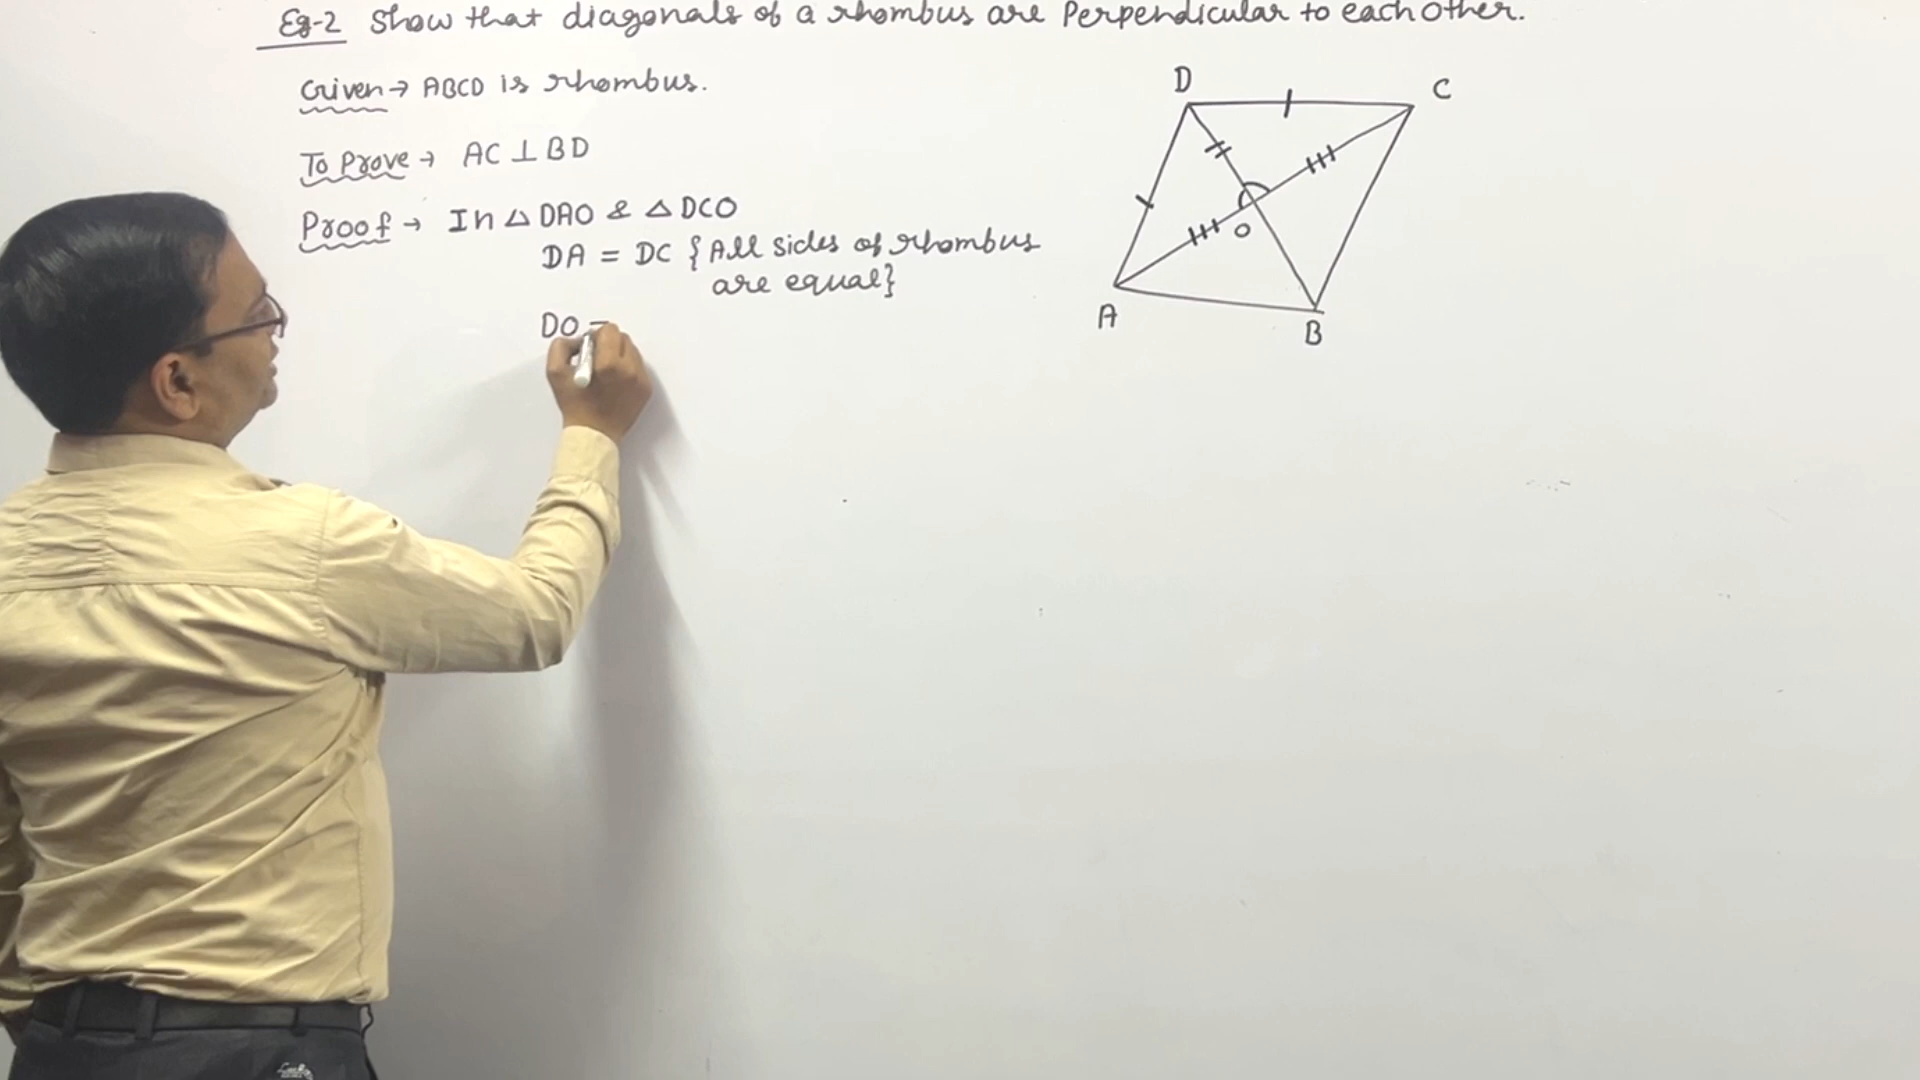 Eg-2 Show that diagonals of a rhombus are Perpendicular to each other.
Given → ABCD is rhombus.
To Prove → AC ⊥ BD
Proof → In △ DAO & △ DCO
DA = DC {All sides of rhombus
are equal}
DO =
D
C
O
A
B